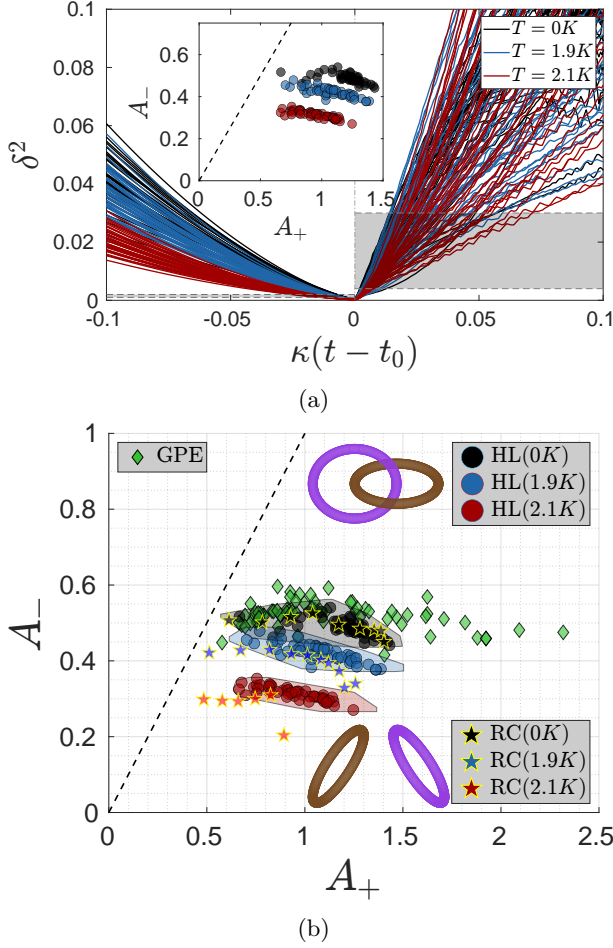 0.1
0.08
0.06
0.04
0.02
0
δ²
-0.1
-0.05
0
0.05
0.1
κ(t − t₀)
0.6
0.4
0.2
0
A₋
0
0.5
1
1.5
A₊
T = 0K
T = 1.9K
T = 2.1K
(a)
GPE
HL(0K)
HL(1.9K)
HL(2.1K)
RC(0K)
RC(1.9K)
RC(2.1K)
1
0.8
0.6
0.4
0.2
0
A₋
0
0.5
1
1.5
2
2.5
A₊
(b)